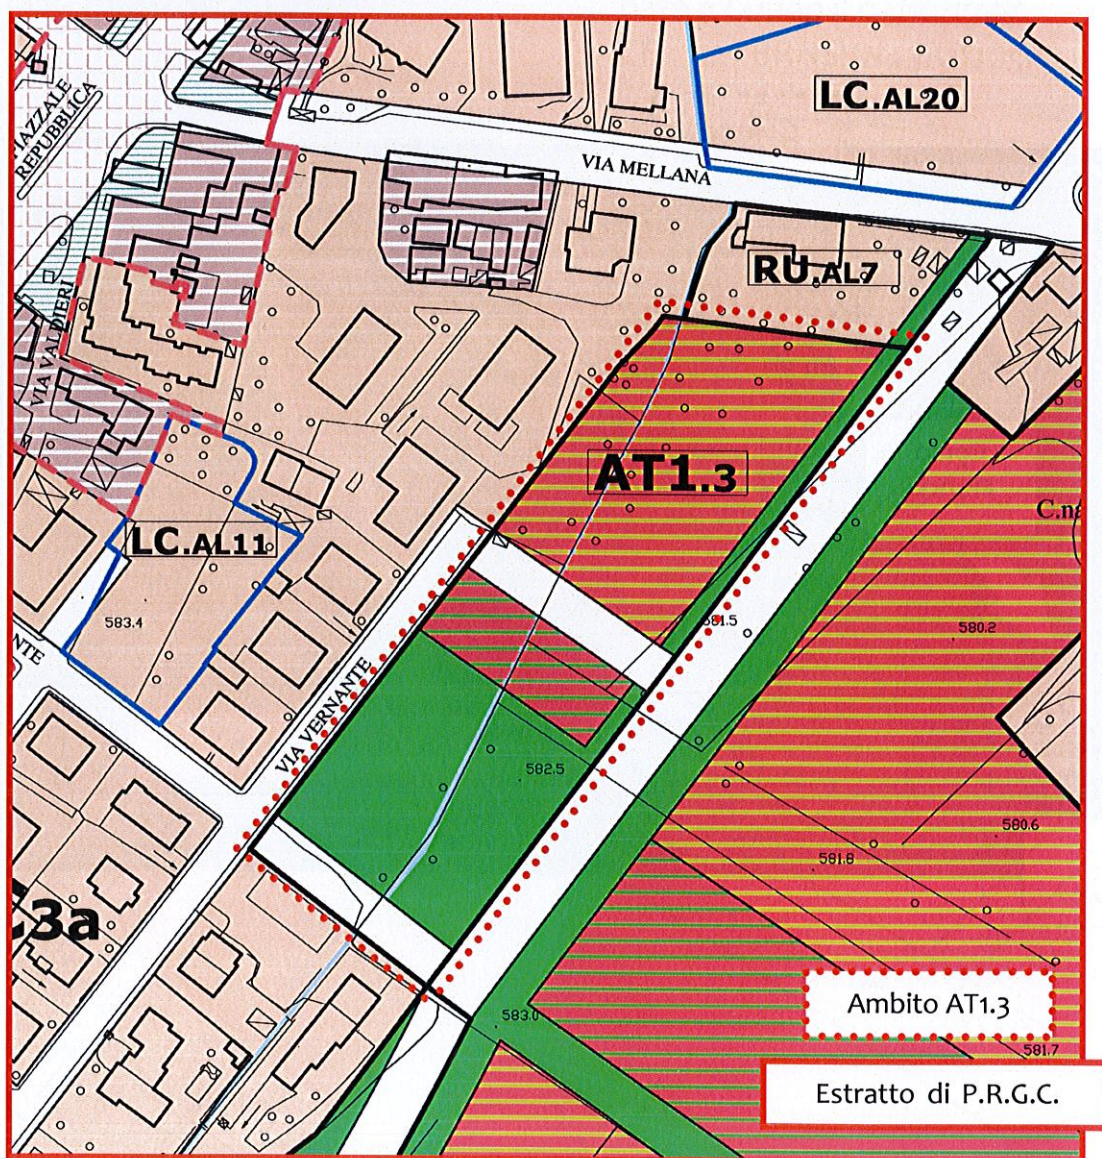 PIAZZALE
REPUBBLICA
LC.AL20
VIA MELLANA
RU.AL7
VIA VALDIERI
AT1.3
C.na
LC.AL11
583.4
581.5
580.2
NTE
VIA VERNANTE
582.5
580.6
581.8
3a
Ambito AT1.3
583.0
581.7
Estratto di P.R.G.C.